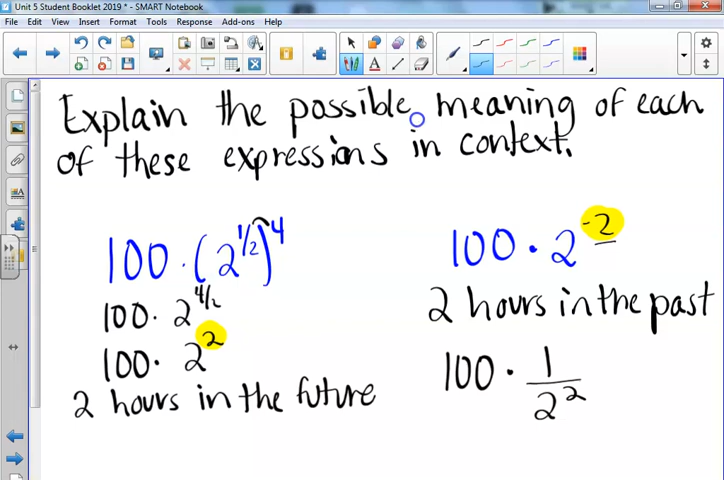 Unit 5 Student Booklet 2019 * - SMART Notebook
File Edit View Insert Format Tools Response Add-ons Help
Explain the possible meaning of each
of these expressions in context.
100 · (2^1/2)^4
100 · 2^4/2
100 · 2^2
2 hours in the future
100 · 2^-2
2 hours in the past
100 · 1/2^2